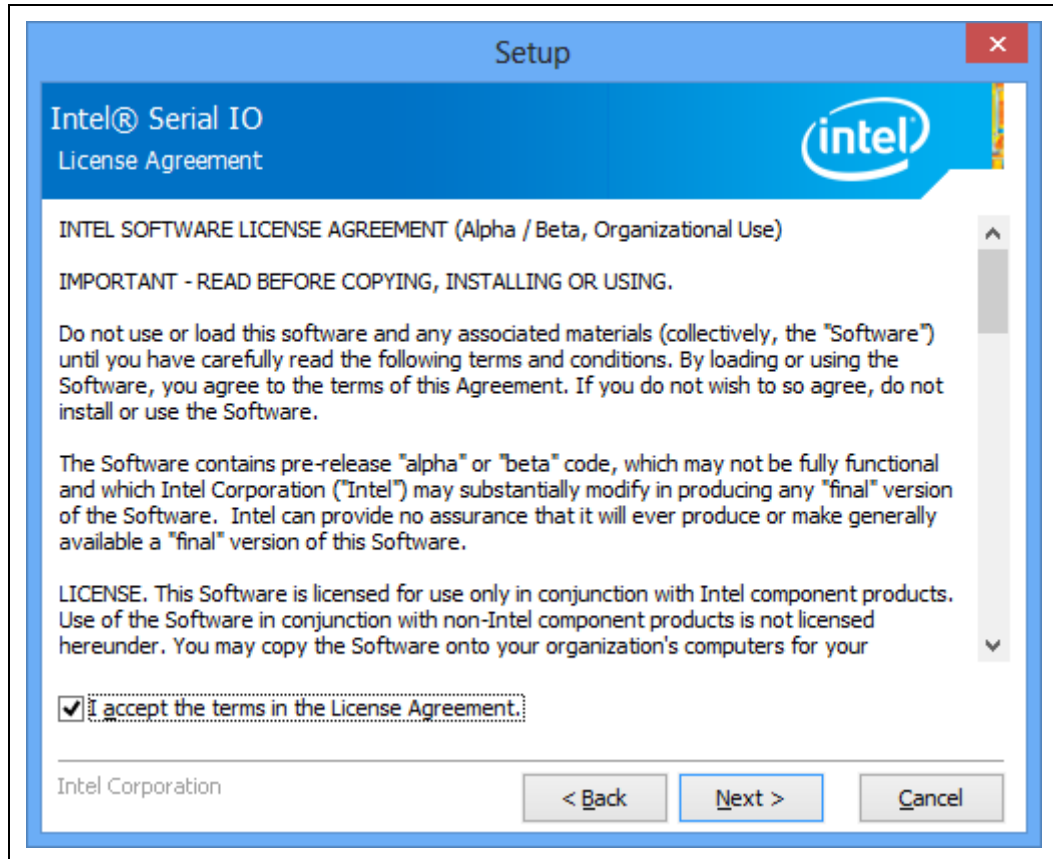 Setup
Intel® Serial IO
License Agreement
intel
INTEL SOFTWARE LICENSE AGREEMENT (Alpha / Beta, Organizational Use)
IMPORTANT - READ BEFORE COPYING, INSTALLING OR USING.
Do not use or load this software and any associated materials (collectively, the "Software")
until you have carefully read the following terms and conditions. By loading or using the
Software, you agree to the terms of this Agreement. If you do not wish to so agree, do not
install or use the Software.
The Software contains pre-release "alpha" or "beta" code, which may not be fully functional
and which Intel Corporation ("Intel") may substantially modify in producing any "final" version
of the Software.  Intel can provide no assurance that it will ever produce or make generally
available a "final" version of this Software.
LICENSE. This Software is licensed for use only in conjunction with Intel component products.
Use of the Software in conjunction with non-Intel component products is not licensed
hereunder. You may copy the Software onto your organization's computers for your
I accept the terms in the License Agreement.
Intel Corporation
< Back Next > Cancel